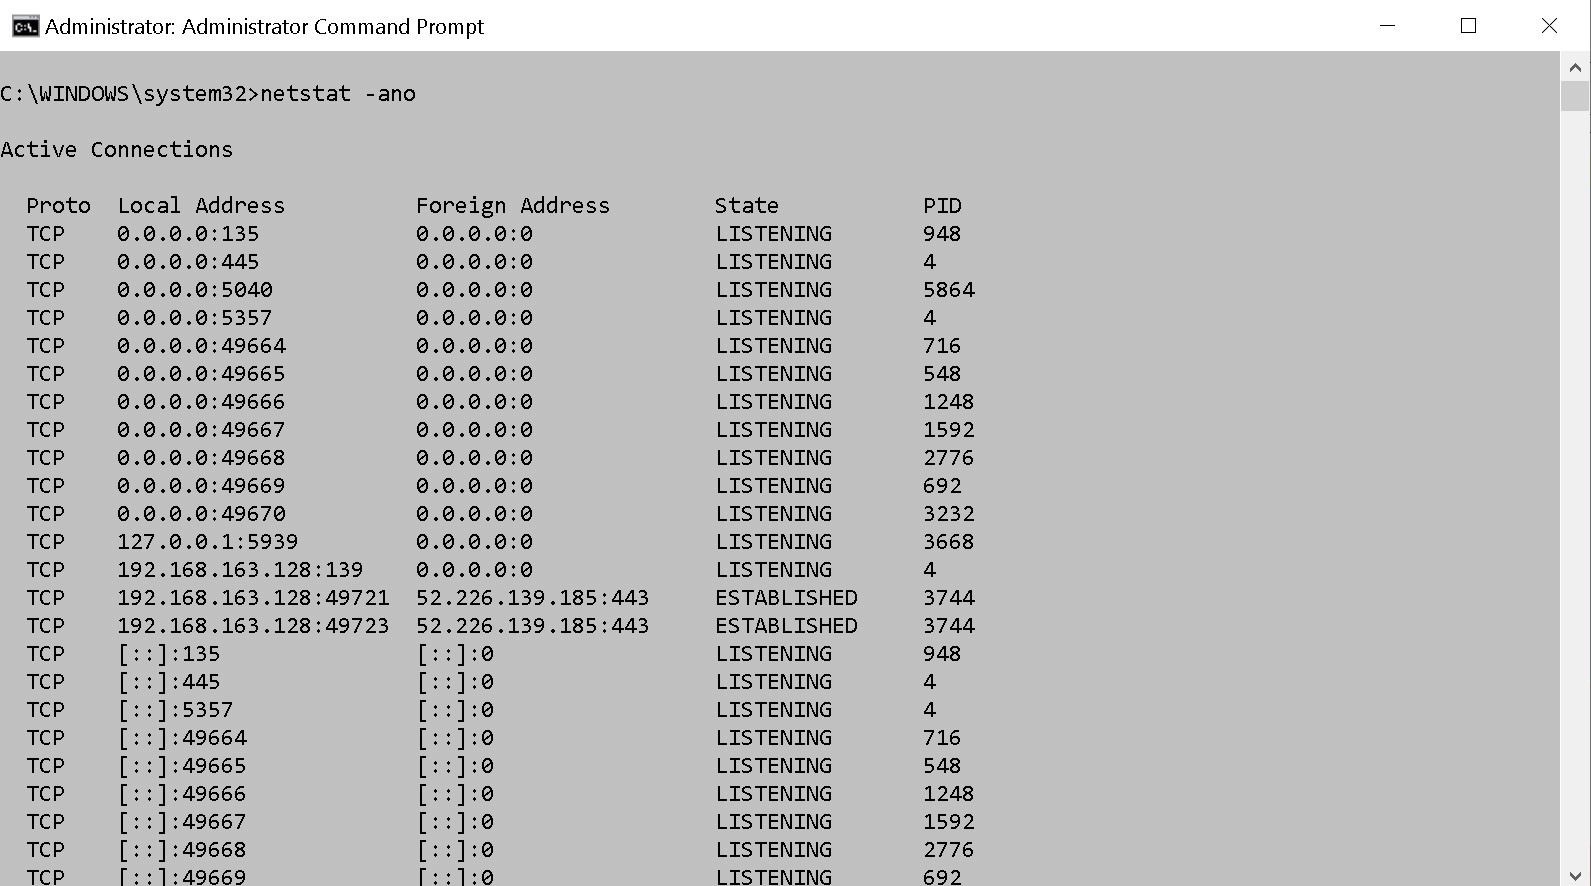 Administrator: Administrator Command Prompt
C:\WINDOWS\system32>netstat -ano
Active Connections
Proto  Local Address          Foreign Address        State           PID
TCP    0.0.0.0:135            0.0.0.0:0              LISTENING       948
TCP    0.0.0.0:445            0.0.0.0:0              LISTENING       4
TCP    0.0.0.0:5040           0.0.0.0:0              LISTENING       5864
TCP    0.0.0.0:5357           0.0.0.0:0              LISTENING       4
TCP    0.0.0.0:49664          0.0.0.0:0              LISTENING       716
TCP    0.0.0.0:49665          0.0.0.0:0              LISTENING       548
TCP    0.0.0.0:49666          0.0.0.0:0              LISTENING       1248
TCP    0.0.0.0:49667          0.0.0.0:0              LISTENING       1592
TCP    0.0.0.0:49668          0.0.0.0:0              LISTENING       2776
TCP    0.0.0.0:49669          0.0.0.0:0              LISTENING       692
TCP    0.0.0.0:49670          0.0.0.0:0              LISTENING       3232
TCP    127.0.0.1:5939         0.0.0.0:0              LISTENING       3668
TCP    192.168.163.128:139    0.0.0.0:0              LISTENING       4
TCP    192.168.163.128:49721  52.226.139.185:443     ESTABLISHED     3744
TCP    192.168.163.128:49723  52.226.139.185:443     ESTABLISHED     3744
TCP    [::]:135               [::]:0                 LISTENING       948
TCP    [::]:445               [::]:0                 LISTENING       4
TCP    [::]:5357              [::]:0                 LISTENING       4
TCP    [::]:49664             [::]:0                 LISTENING       716
TCP    [::]:49665             [::]:0                 LISTENING       548
TCP    [::]:49666             [::]:0                 LISTENING       1248
TCP    [::]:49667             [::]:0                 LISTENING       1592
TCP    [::]:49668             [::]:0                 LISTENING       2776
TCP    [::]:49669             [::]:0                 LISTENING       692